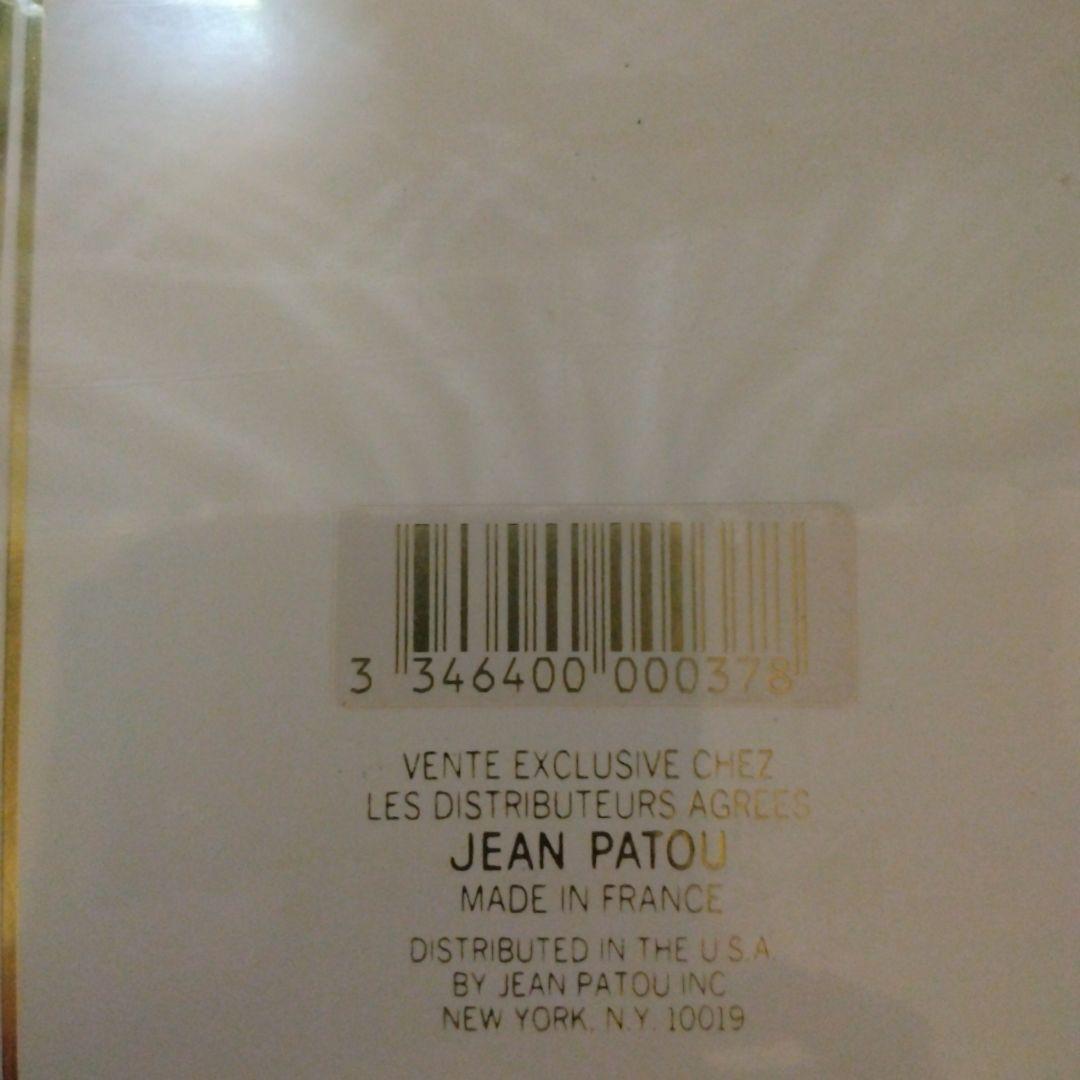 3 346400 000378
VENTE EXCLUSIVE CHEZ
LES DISTRIBUTEURS AGREES
JEAN PATOU
MADE IN FRANCE
DISTRIBUTED IN THE U.S.A.
BY JEAN PATOU INC
NEW YORK. N.Y. 10019